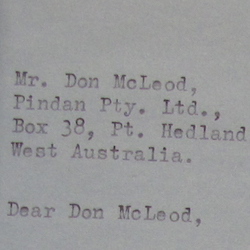 Mr. Don McLeod,
Pindan Pty. Ltd.,
Box 38, Pt. Hedland
West Australia.
Dear Don McLeod,